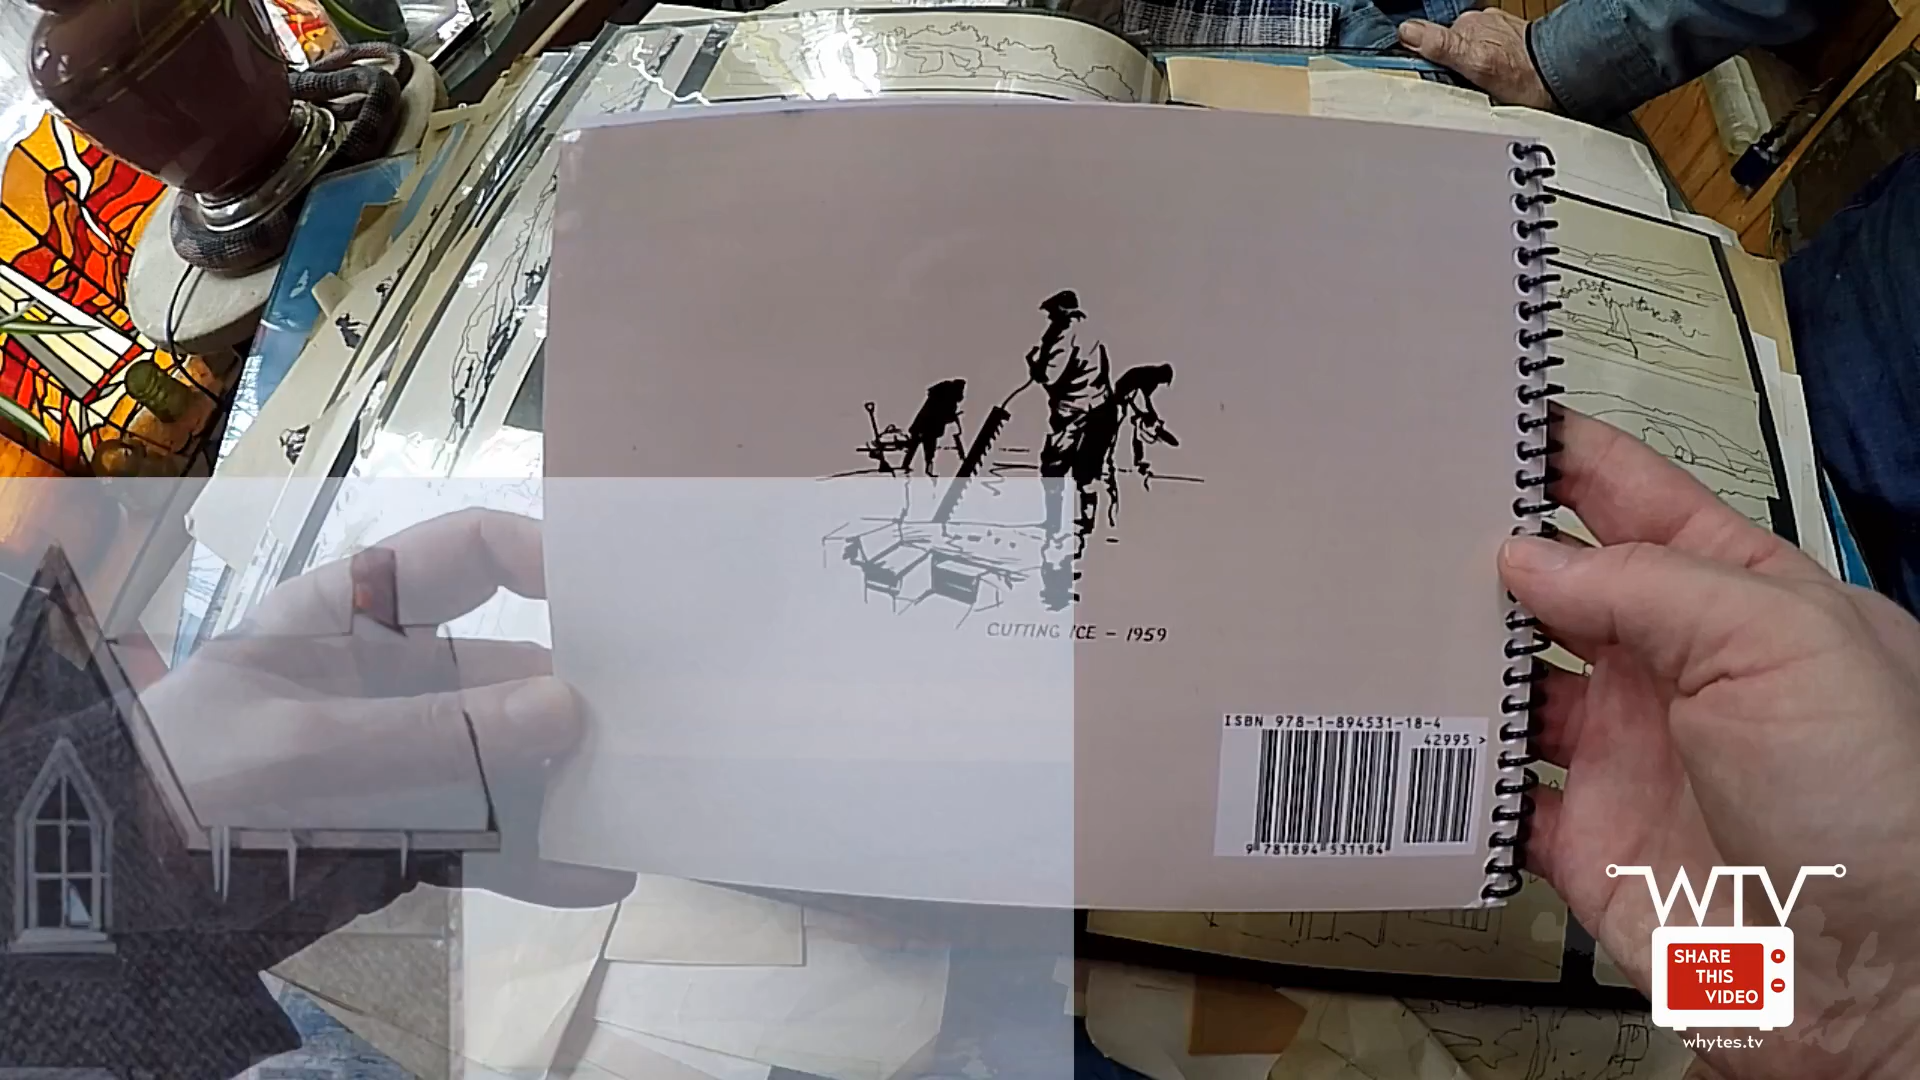 CUTTING ICE - 1959
ISBN 978-1-894531-18-4
42995 >
9 781894 531184
WTV
SHARE
THIS
VIDEO
whytes.tv